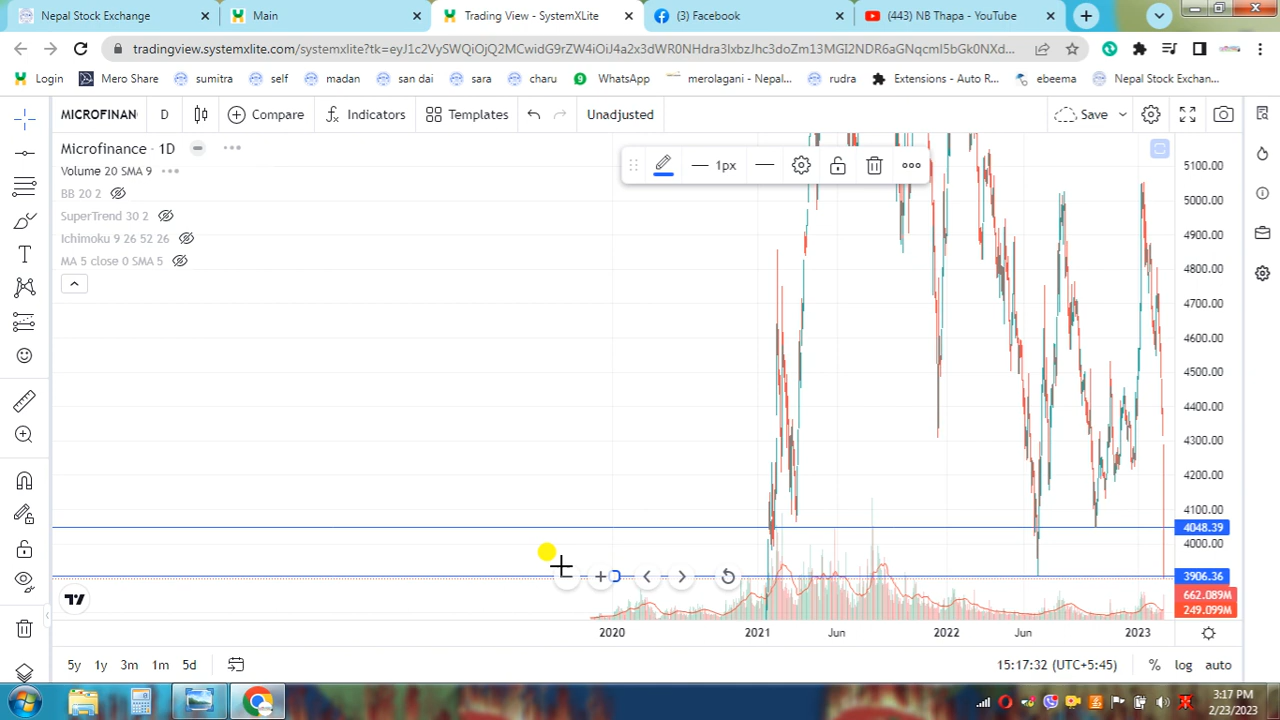 Nepal Stock Exchange
Main
Trading View - SystemXLite
(3) Facebook
(443) NB Thapa - YouTube
tradingview.systemxlite.com/systemxlite?tk=eyJ1c2VySWQiOjQ2MCwidG9rZW4iOiJ4a2x3dWR0NHdra3lxbzJhc3doZm13MGI2NDR6aGNqcmI5bGk0NXd...
Login
Mero Share
sumitra
self
madan
san dai
sara
charu
WhatsApp
merolagani - Nepal...
rudra
Extensions - Auto R...
ebeema
Nepal Stock Exchan...
MICROFINAN
D
Compare
Indicators
Templates
Unadjusted
Save
Microfinance · 1D
Volume 20 SMA 9
BB 20 2
SuperTrend 30 2
Ichimoku 9 26 52 26
MA 5 close 0 SMA 5
1px
5100.00
5000.00
4900.00
4800.00
4700.00
4600.00
4500.00
4400.00
4300.00
4200.00
4100.00
4048.39
4000.00
3906.36
662.089M
249.099M
2020
2021
Jun
2022
Jun
2023
5y
1y
3m
1m
5d
15:17:32 (UTC+5:45)
%
log
auto
3:17 PM
2/23/2023